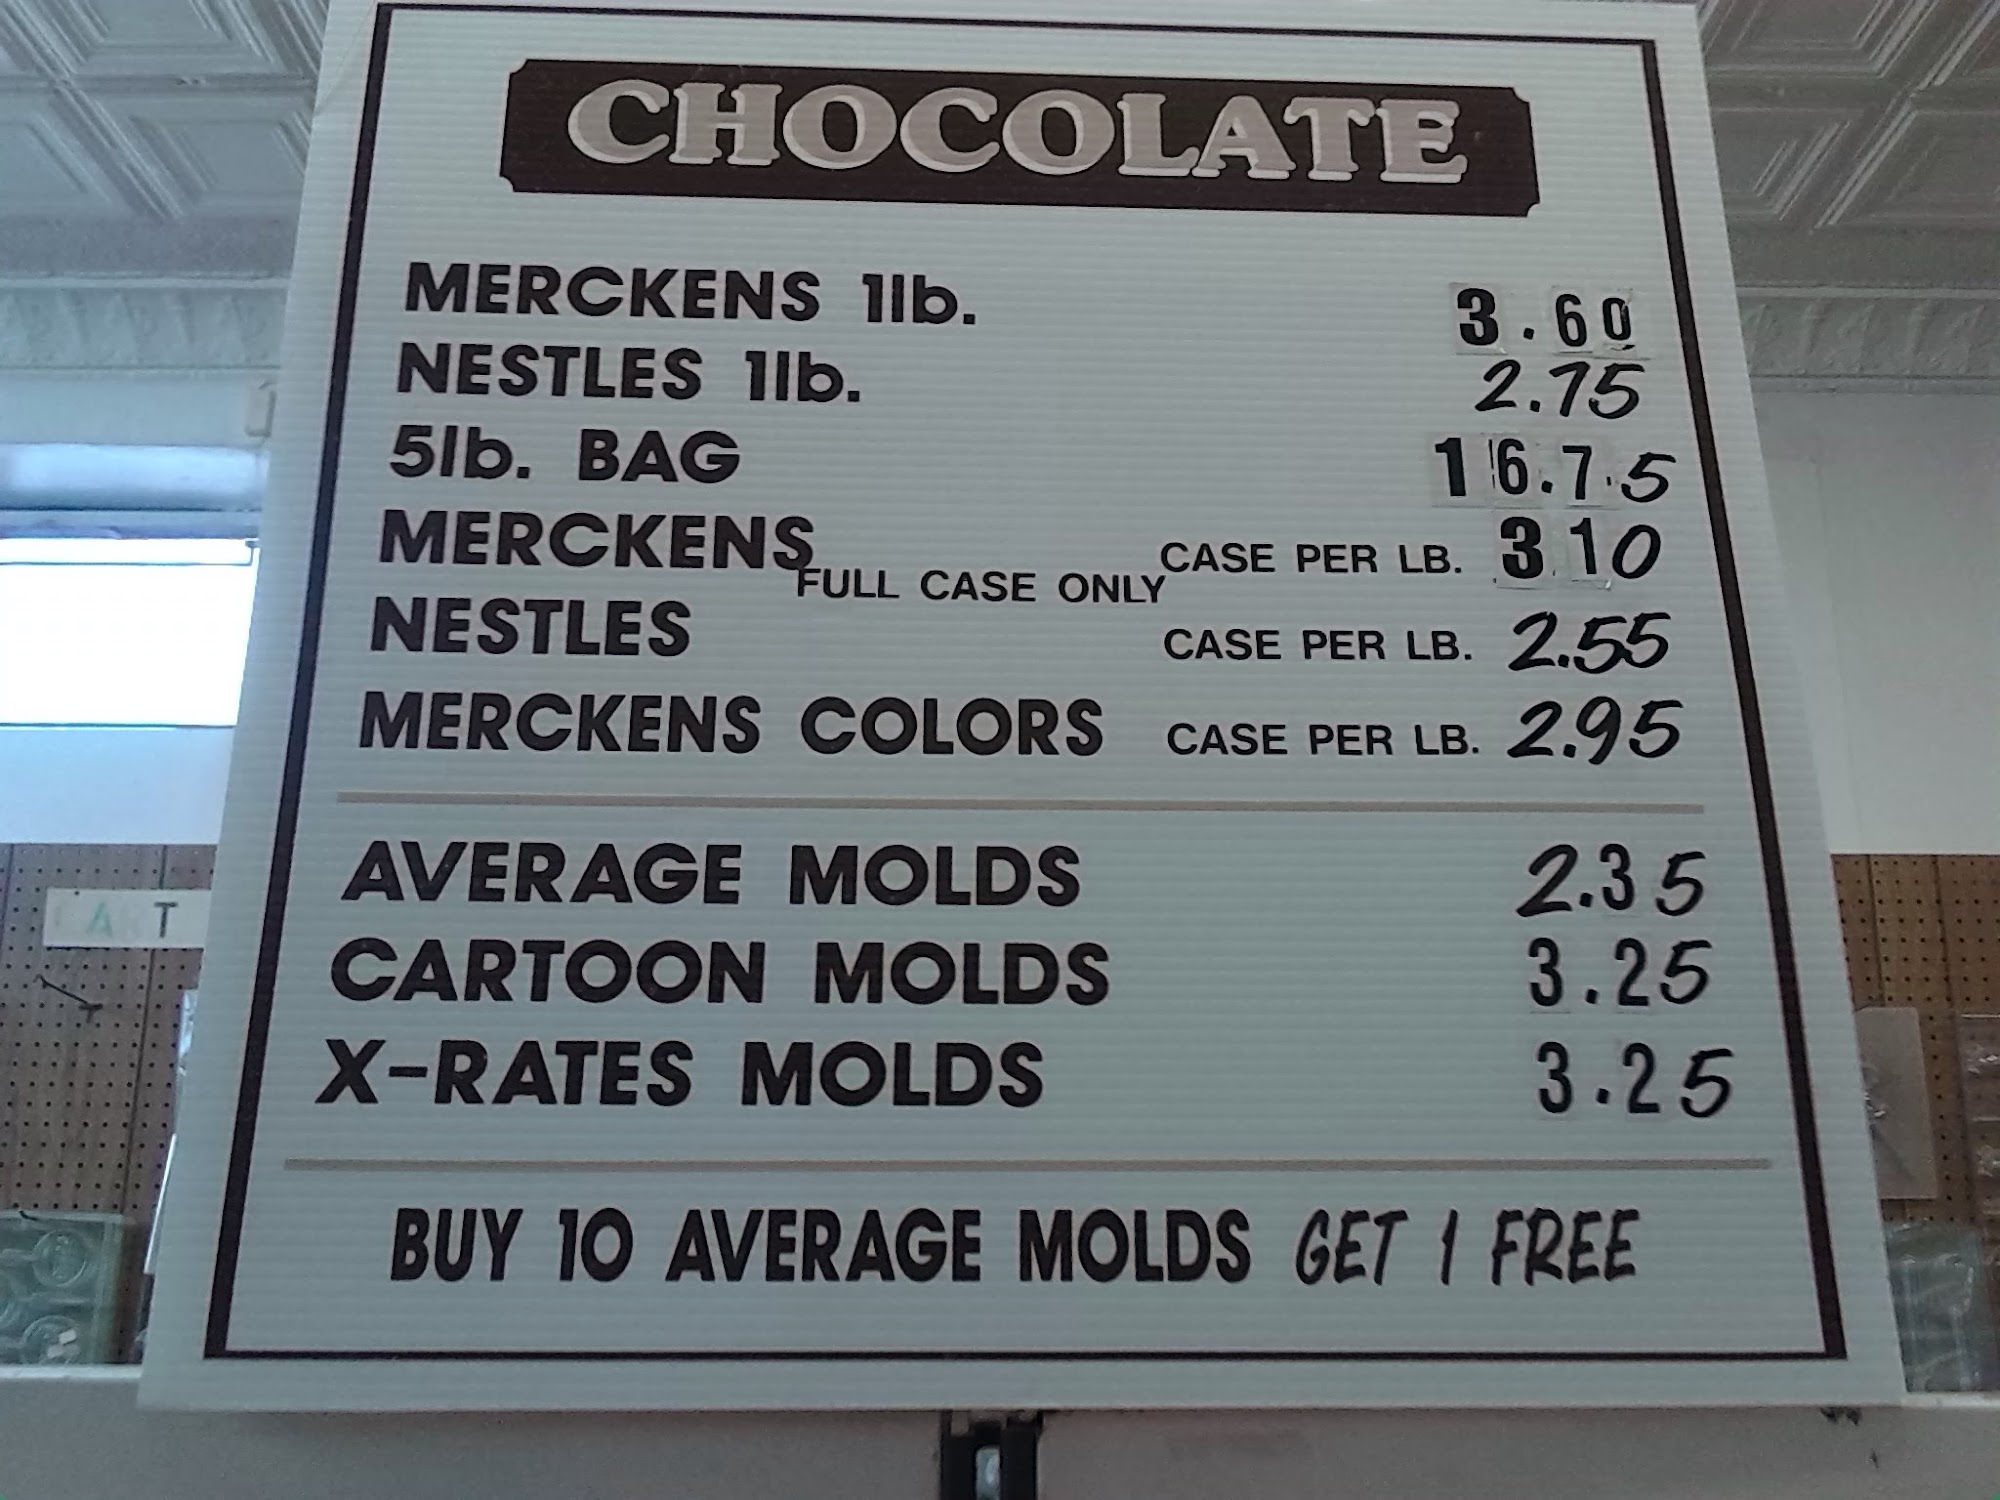 CHOCOLATE
MERCKENS 1lb. 3.60
NESTLES 1lb. 2.75
5lb. BAG 16.75
MERCKENS CASE PER LB. 3.10
FULL CASE ONLY
NESTLES CASE PER LB. 2.55
MERCKENS COLORS CASE PER LB. 2.95
AVERAGE MOLDS 2.35
CARTOON MOLDS 3.25
X-RATES MOLDS 3.25
BUY 10 AVERAGE MOLDS GET 1 FREE